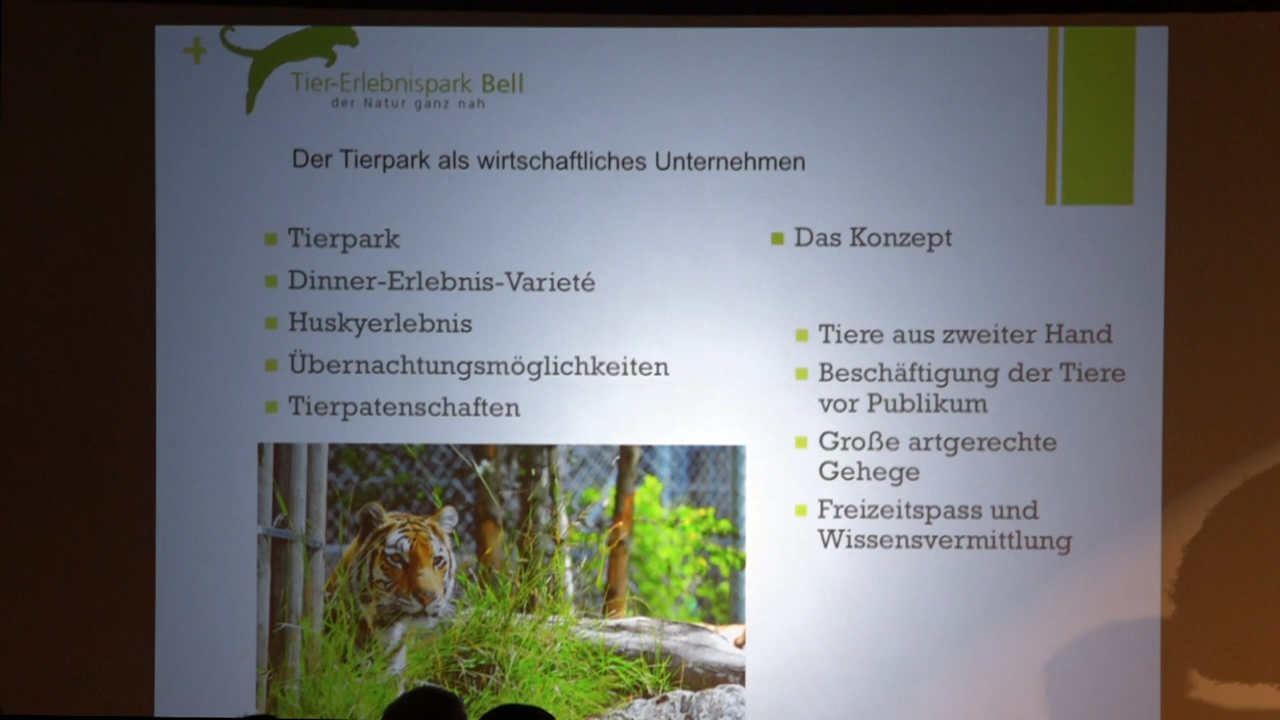 Tier-Erlebnispark Bell
der Natur ganz nah
Der Tierpark als wirtschaftliches Unternehmen
Tierpark
Dinner-Erlebnis-Varieté
Huskyerlebnis
Übernachtungsmöglichkeiten
Tierpatenschaften
Das Konzept
Tiere aus zweiter Hand
Beschäftigung der Tiere
vor Publikum
Große artgerechte
Gehege
Freizeitspass und
Wissensvermittlung